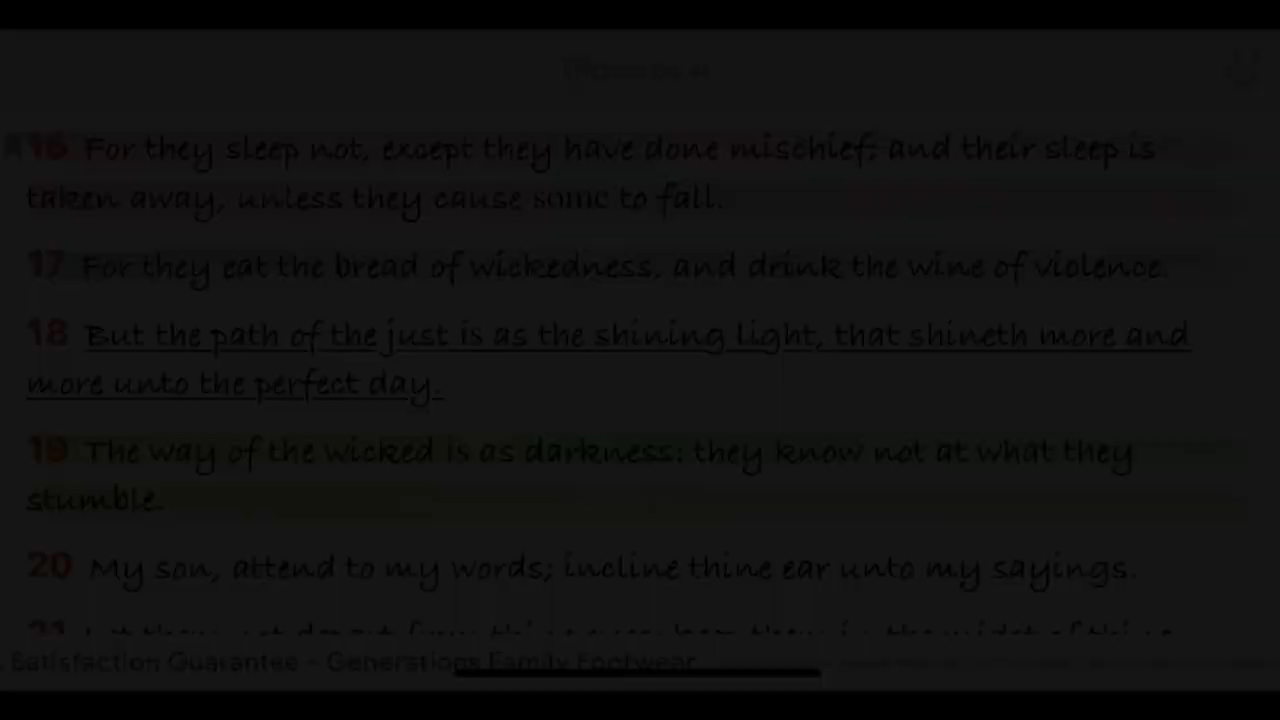 16 For they sleep not, except they have done mischief; and their sleep is
taken away, unless they cause some to fall.
17 For they eat the bread of wickedness, and drink the wine of violence.
18 But the path of the just is as the shining light, that shineth more and
more unto the perfect day.
19 The way of the wicked is as darkness: they know not at what they
stumble.
20 My son, attend to my words; incline thine ear unto my sayings.
21
Satisfaction Guarantee - Generations Family Footwear